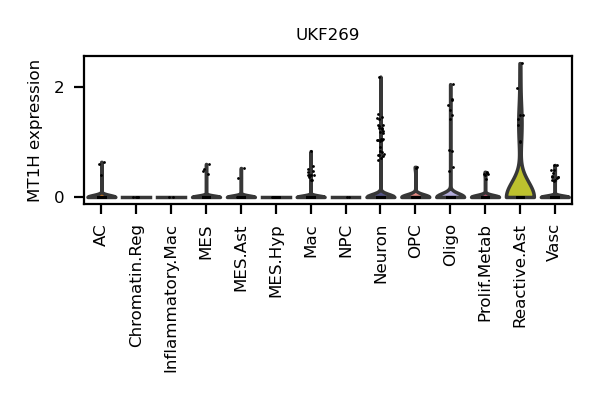 UKF269
MT1H expression
2
0
AC
Chromatin.Reg
Inflammatory.Mac
MES
MES.Ast
MES.Hyp
Mac
NPC
Neuron
OPC
Oligo
Prolif.Metab
Reactive.Ast
Vasc